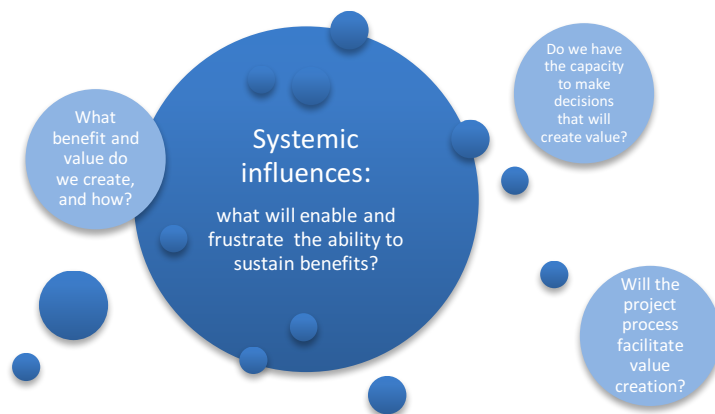 What
benefit and
value do
we create,
and how?
Systemic
influences:
what will enable and
frustrate  the ability to
sustain benefits?
Do we have
the capacity
to make
decisions
that will
create value?
Will the
project
process
facilitate
value
creation?